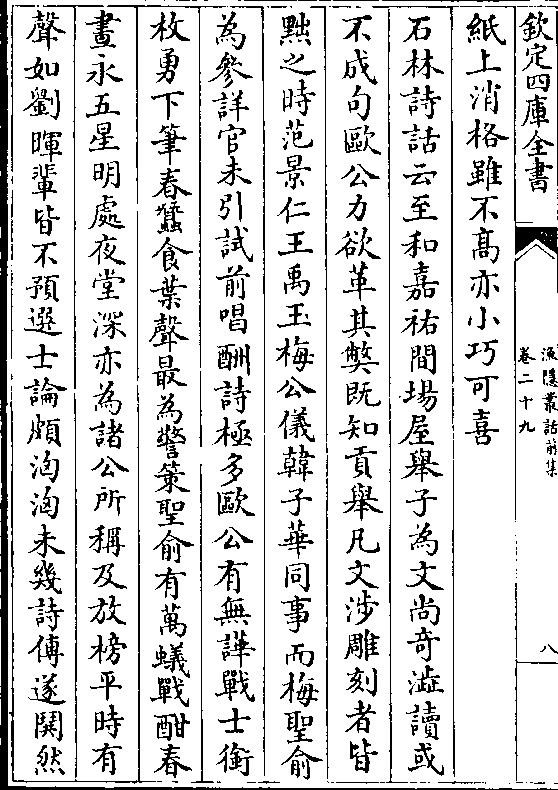 欽定四庫全書
漁隱叢話前集
卷二十九
八
紙上消格雖不高亦小巧可喜
石林詩話云至和嘉祐間場屋舉子為文尚奇澁讀或
不成句歐公力欲革其弊既知貢舉凡文涉雕刻者皆
黜之時范景仁王禹玉梅公儀韓子華同事而梅聖俞
為參詳官未引試前唱酬詩極多歐公有無譁戰士銜
枚勇下筆春蠶食葉聲最為警策聖俞有萬蟻戰酣春
晝永五星明處夜堂深亦為諸公所稱及放榜平時有
聲如劉暉輩皆不預選士論頗洶洶未幾詩傳遂鬨然